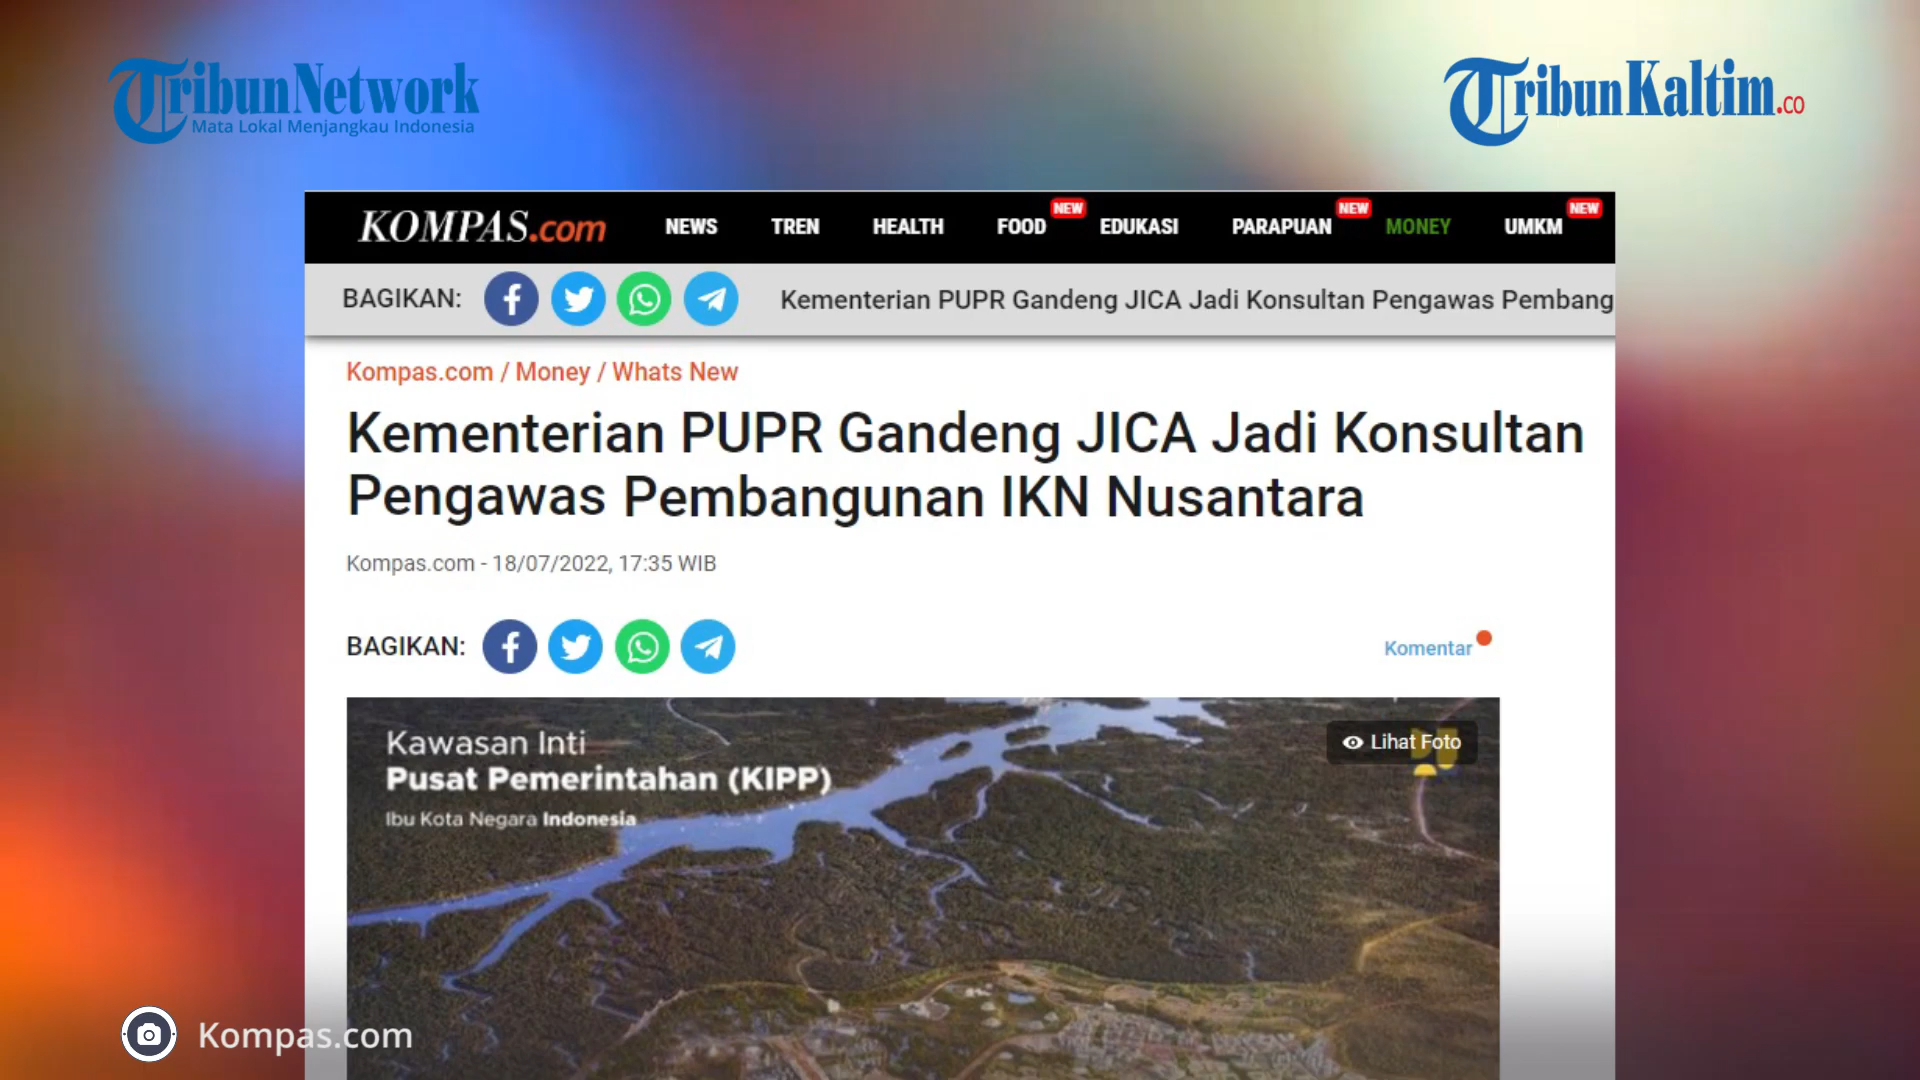 TribunNetwork
Mata Lokal Menjangkau Indonesia
TribunKaltim.co
KOMPAS.com
NEWS
TREN
HEALTH
FOOD
NEW
EDUKASI
PARAPUAN
NEW
MONEY
UMKM
NEW
BAGIKAN:
Kementerian PUPR Gandeng JICA Jadi Konsultan Pengawas Pembang
Kompas.com / Money / Whats New
Kementerian PUPR Gandeng JICA Jadi Konsultan
Pengawas Pembangunan IKN Nusantara
Kompas.com - 18/07/2022, 17:35 WIB
BAGIKAN:
Komentar
Kawasan Inti
Pusat Pemerintahan (KIPP)
Ibu Kota Negara Indonesia
Lihat Foto
Kompas.com